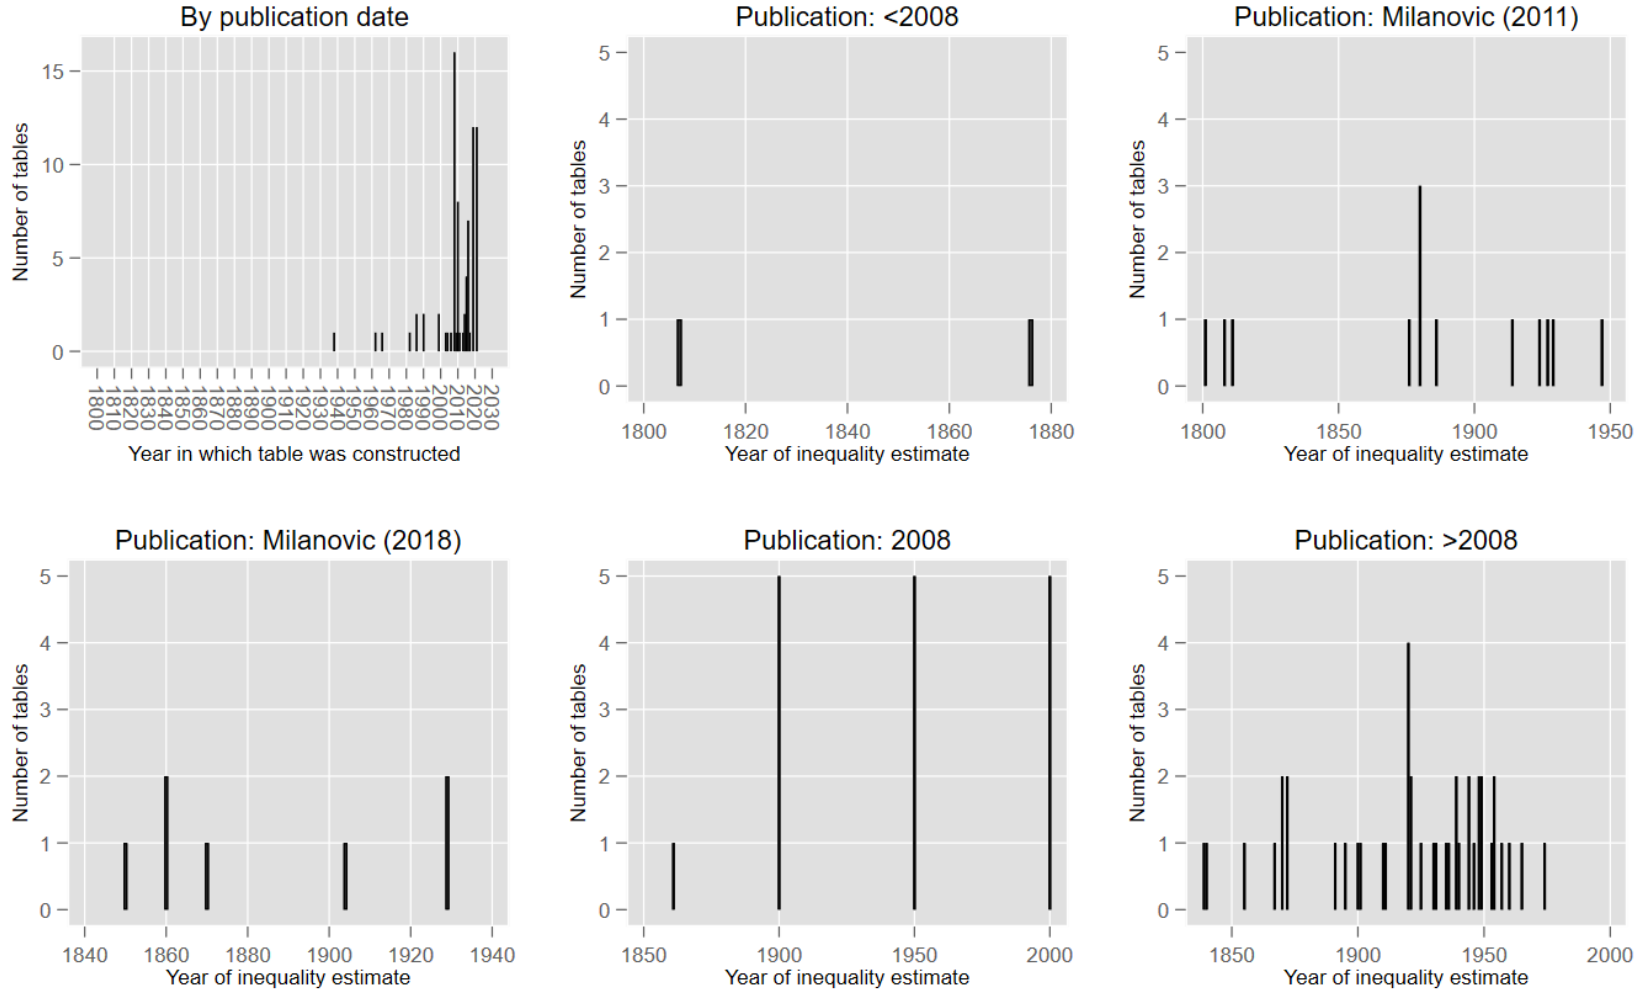 By publication date
Number of tables
15
10
5
0
1800 1810 1820 1830 1840 1850 1860 1870 1880 1890 1900 1910 1920 1930 1940 1950 1960 1970 1980 1990 2000 2010 2020 2030
Year in which table was constructed
Publication: <2008
Number of tables
5
4
3
2
1
0
1800 1820 1840 1860 1880
Year of inequality estimate
Publication: Milanovic (2011)
Number of tables
5
4
3
2
1
0
1800 1850 1900 1950
Year of inequality estimate
Publication: Milanovic (2018)
Number of tables
5
4
3
2
1
0
1840 1860 1880 1900 1920 1940
Year of inequality estimate
Publication: 2008
Number of tables
5
4
3
2
1
0
1850 1900 1950 2000
Year of inequality estimate
Publication: >2008
Number of tables
5
4
3
2
1
0
1850 1900 1950 2000
Year of inequality estimate